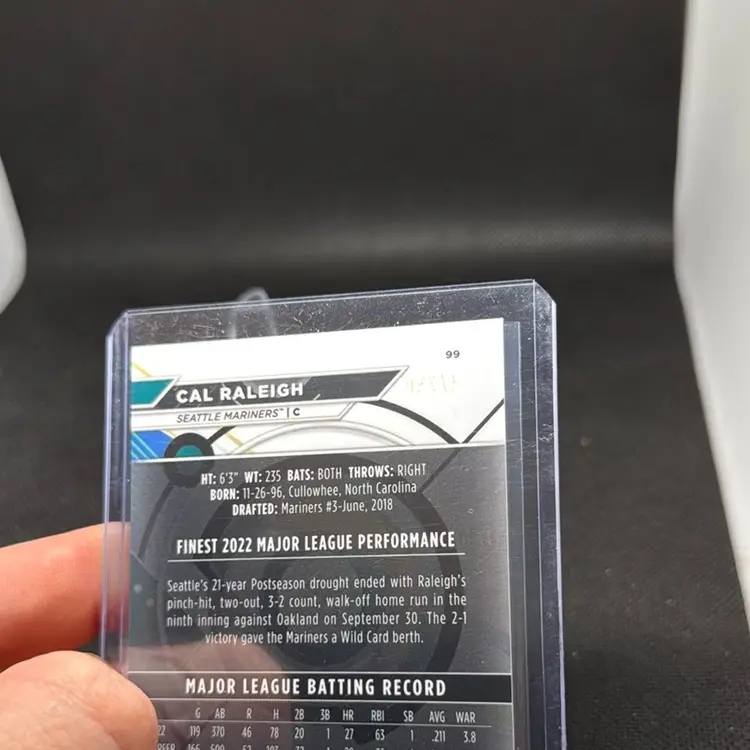 99
CAL RALEIGH
SEATTLE MARINERS™ | C
HT: 6'3" WT: 235 BATS: BOTH THROWS: RIGHT
BORN: 11-26-96, Cullowhee, North Carolina
DRAFTED: Mariners #3-June, 2018
FINEST 2022 MAJOR LEAGUE PERFORMANCE
Seattle's 21-year Postseason drought ended with Raleigh's
pinch-hit, two-out, 3-2 count, walk-off home run in the
ninth inning against Oakland on September 30. The 2-1
victory gave the Mariners a Wild Card berth.
MAJOR LEAGUE BATTING RECORD
G AB R H 2B 3B HR RBI SB AVG WAR
22 119 370 46 78 20 1 27 63 1 .211 3.8